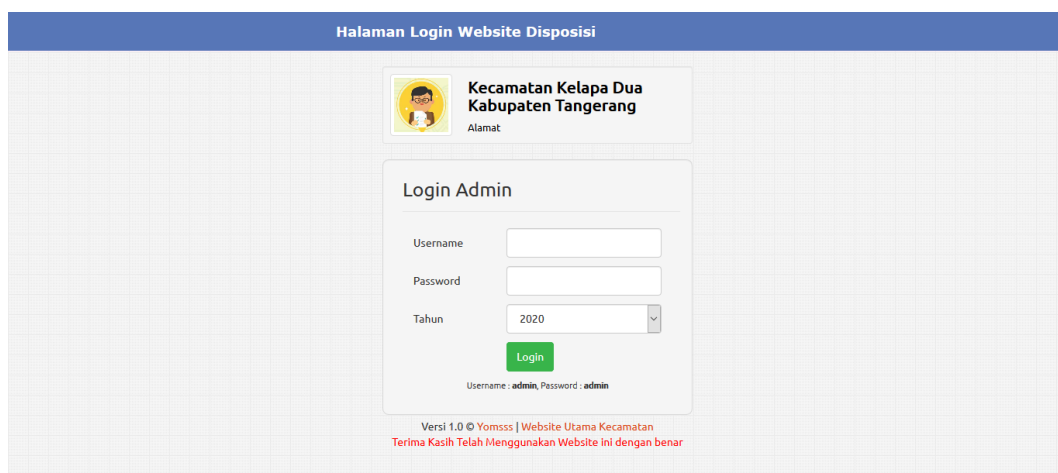 Halaman Login Website Disposisi
Kecamatan Kelapa Dua
Kabupaten Tangerang
Alamat
Login Admin
Username
Password
Tahun 2020
Login
Username : admin, Password : admin
Versi 1.0 © Yomsss | Website Utama Kecamatan
Terima Kasih Telah Menggunakan Website ini dengan benar